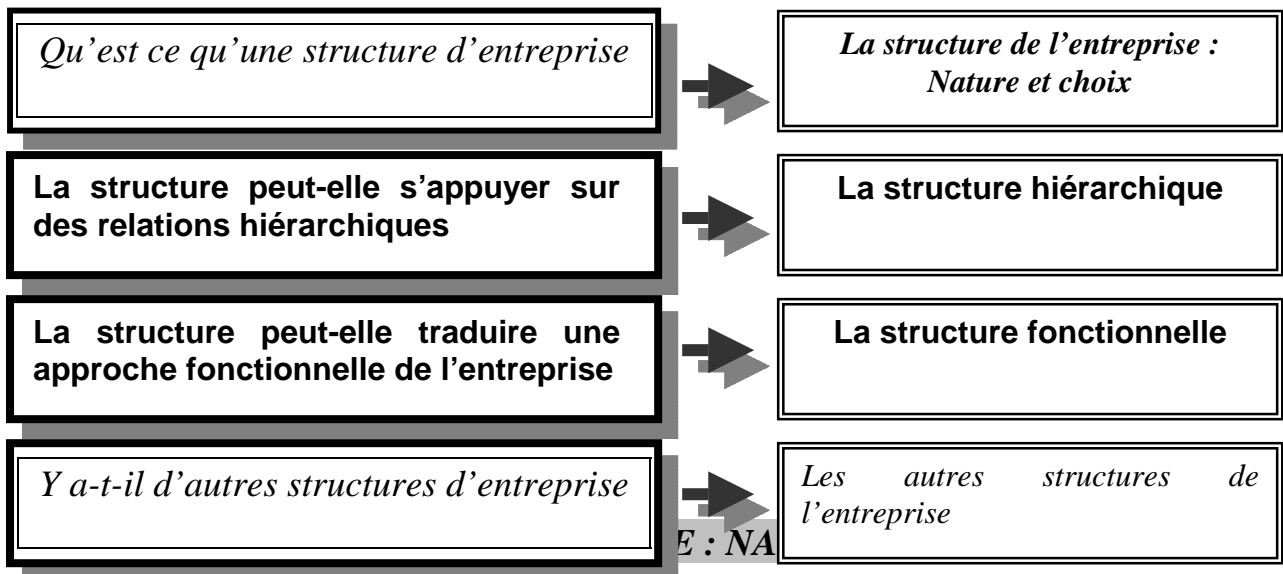 Qu’est ce qu’une structure d’entreprise
La structure de l’entreprise :
Nature et choix
La structure peut-elle s’appuyer sur
des relations hiérarchiques
La structure hiérarchique
La structure peut-elle traduire une
approche fonctionnelle de l’entreprise
La structure fonctionnelle
Y a-t-il d’autres structures d’entreprise
Les autres structures de
l’entreprise
E : NA